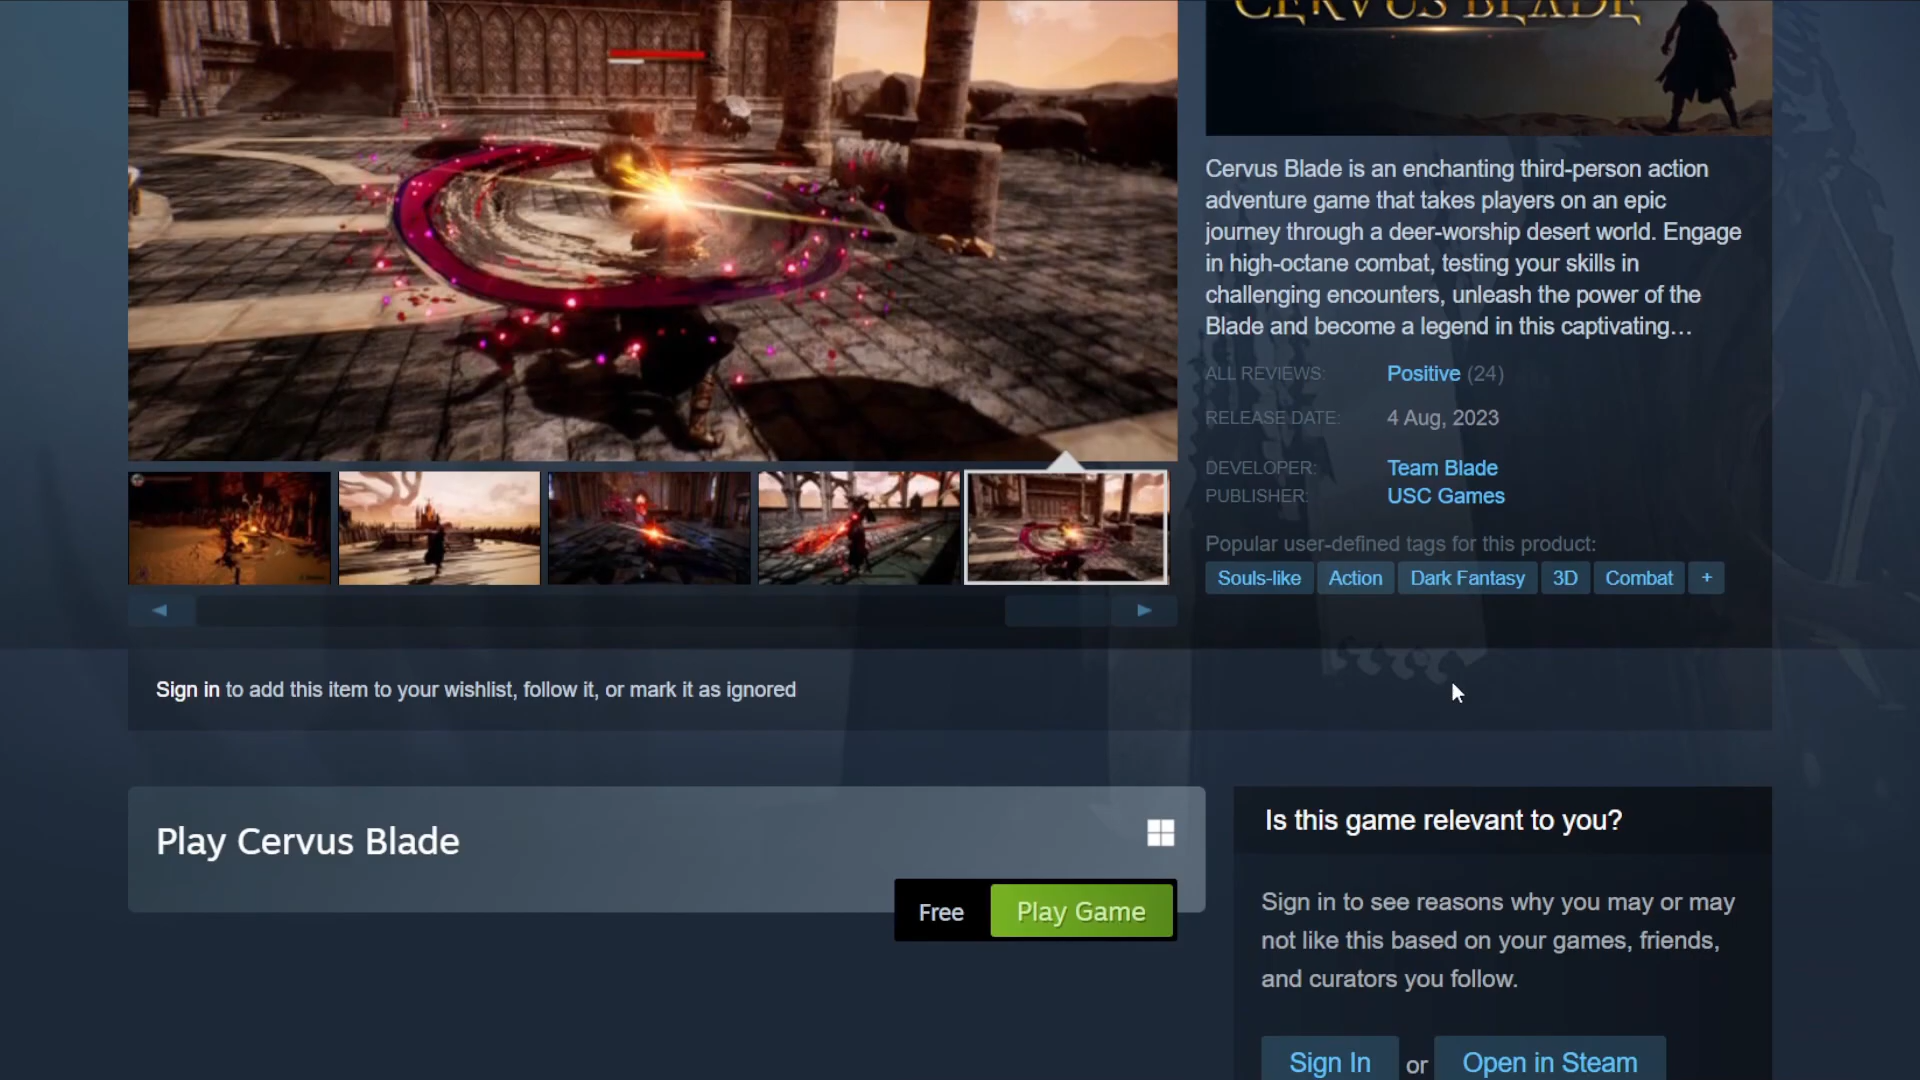 CERVUS BLADE
Cervus Blade is an enchanting third-person action
adventure game that takes players on an epic
journey through a deer-worship desert world. Engage
in high-octane combat, testing your skills in
challenging encounters, unleash the power of the
Blade and become a legend in this captivating…
ALL REVIEWS: Positive (24)
RELEASE DATE: 4 Aug, 2023
DEVELOPER: Team Blade
PUBLISHER: USC Games
Popular user-defined tags for this product:
Souls-like Action Dark Fantasy 3D Combat +
Sign in to add this item to your wishlist, follow it, or mark it as ignored
Play Cervus Blade
Free Play Game
Is this game relevant to you?
Sign in to see reasons why you may or may
not like this based on your games, friends,
and curators you follow.
Sign In or Open in Steam